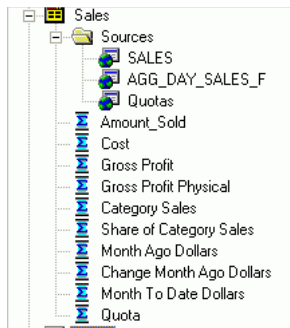 Sales
Sources
SALES
AGG_DAY_SALES_F
Quotas
Amount_Sold
Cost
Gross Profit
Gross Profit Physical
Category Sales
Share of Category Sales
Month Ago Dollars
Change Month Ago Dollars
Month To Date Dollars
Quota